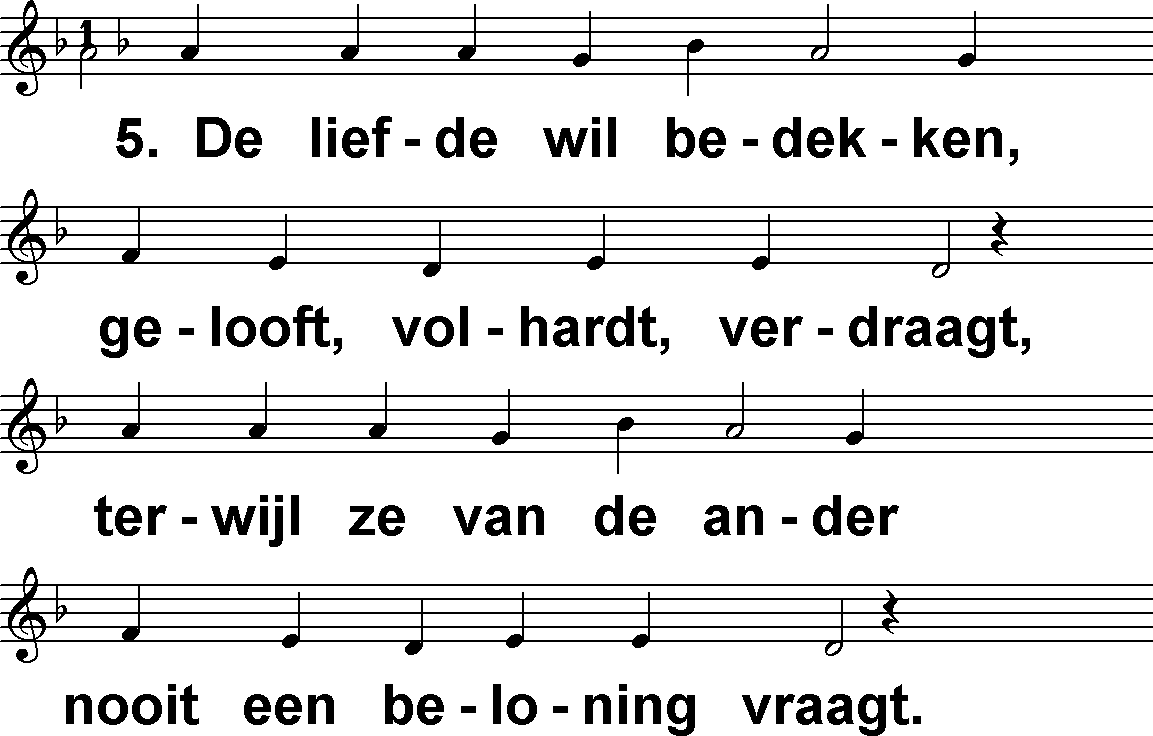 5. De lief - de wil be - dek - ken,
ge - looft, vol - hardt, ver - draagt,
ter - wijl ze van de an - der
nooit een be - lo - ning vraagt.